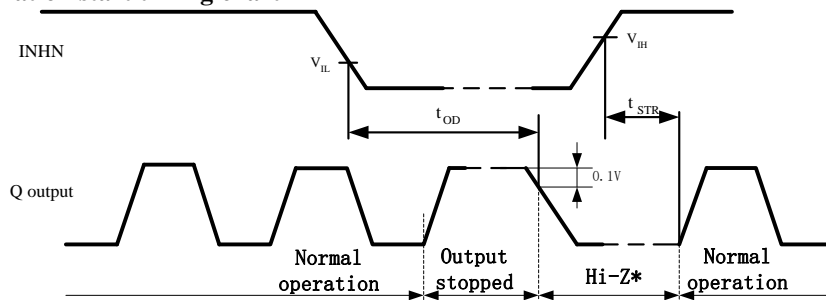 INHN
V_IL
V_IH
t_OD
t_STR
Q output
0.1V
Normal
operation
Output
stopped
Hi-Z*
Normal
operation